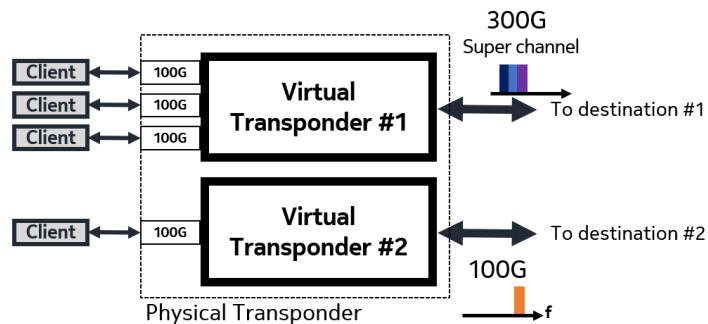 300G
Super channel
Client
100G
Client
100G
Client
100G
Virtual
Transponder #1
To destination #1
Client
100G
Virtual
Transponder #2
To destination #2
100G
f
Physical Transponder